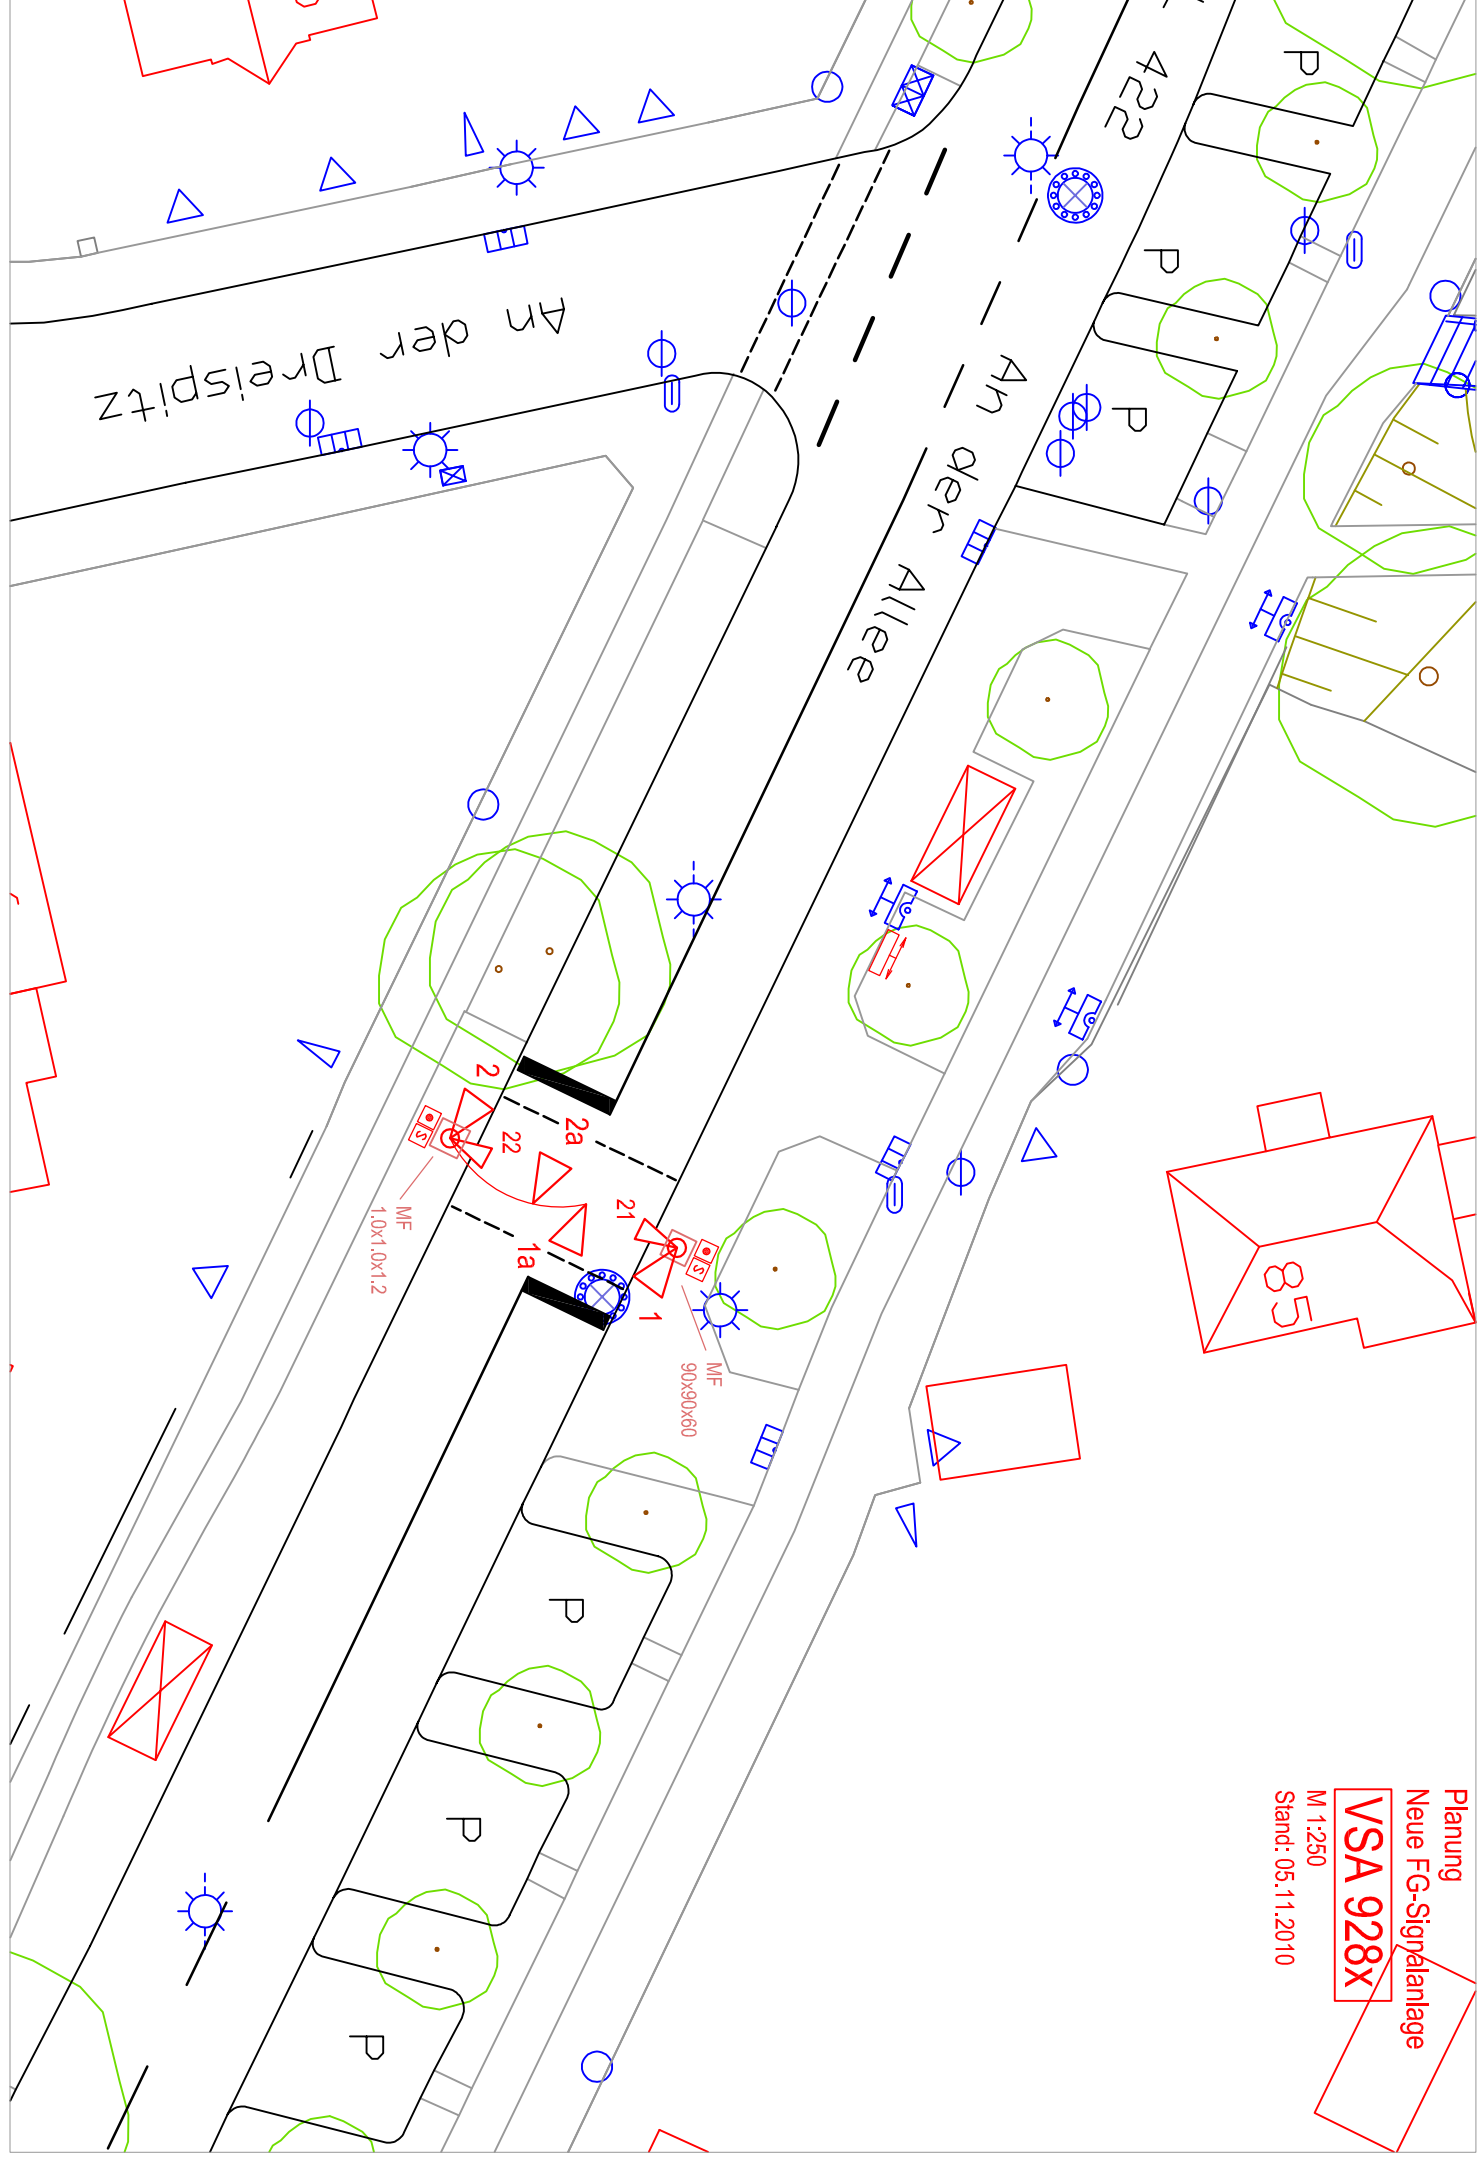 Planung
Neue FG-Signalanlage
VSA 928x
M 1:250
Stand: 05.11.2010
422
P
P
P
An der Allee
An der Dreispitz
85
2
2a
22
21
1a
1
S
S
MF
1.0x1.0x1.2
MF
90x90x60
P
P
P